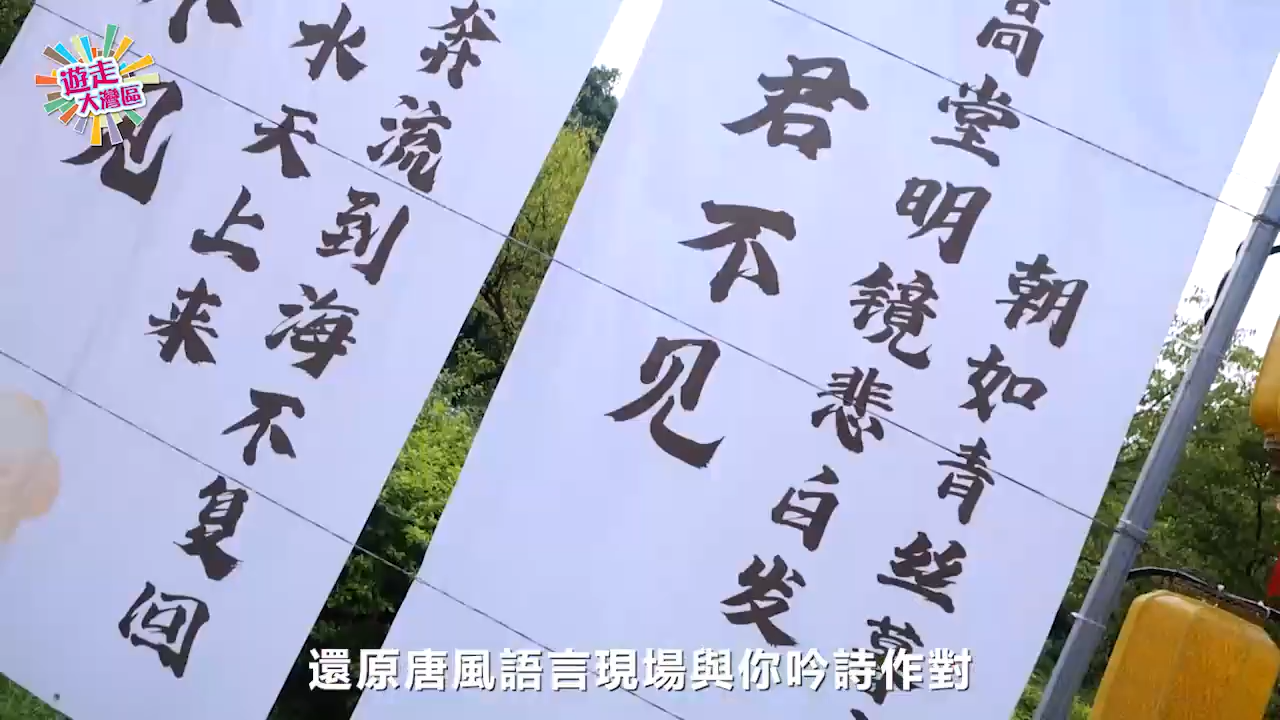 遊走
大灣區
不见
水天上来
奔流到海不复回
君不见
高堂明镜悲白发
朝如青丝暮
還原唐風語言現場與你吟詩作對